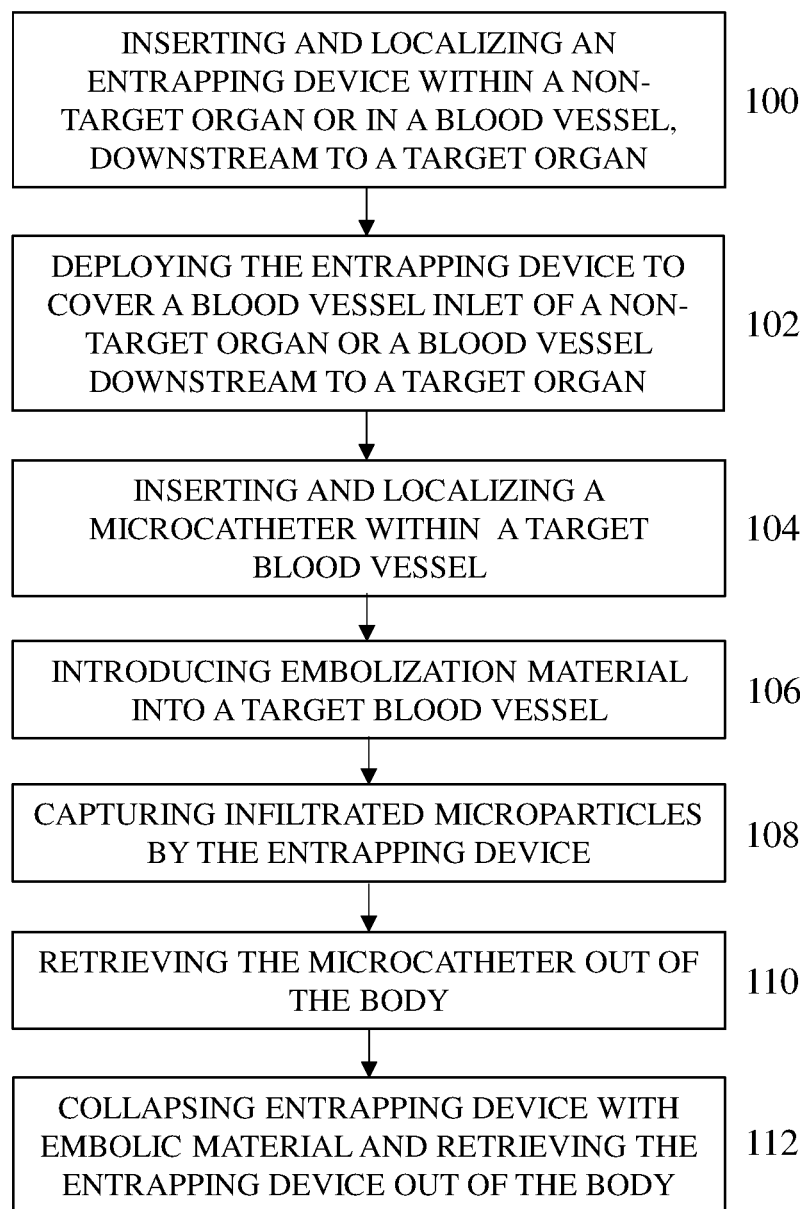 INSERTING AND LOCALIZING AN
ENTRAPPING DEVICE WITHIN A NON-
TARGET ORGAN OR IN A BLOOD VESSEL,
DOWNSTREAM TO A TARGET ORGAN
100
DEPLOYING THE ENTRAPPING DEVICE TO
COVER A BLOOD VESSEL INLET OF A NON-
TARGET ORGAN OR A BLOOD VESSEL
DOWNSTREAM TO A TARGET ORGAN
102
INSERTING AND LOCALIZING A
MICROCATHETER WITHIN A TARGET
BLOOD VESSEL
104
INTRODUCING EMBOLIZATION MATERIAL
INTO A TARGET BLOOD VESSEL
106
CAPTURING INFILTRATED MICROPARTICLES
BY THE ENTRAPPING DEVICE
108
RETRIEVING THE MICROCATHETER OUT OF
THE BODY
110
COLLAPSING ENTRAPPING DEVICE WITH
EMBOLIC MATERIAL AND RETRIEVING THE
ENTRAPPING DEVICE OUT OF THE BODY
112